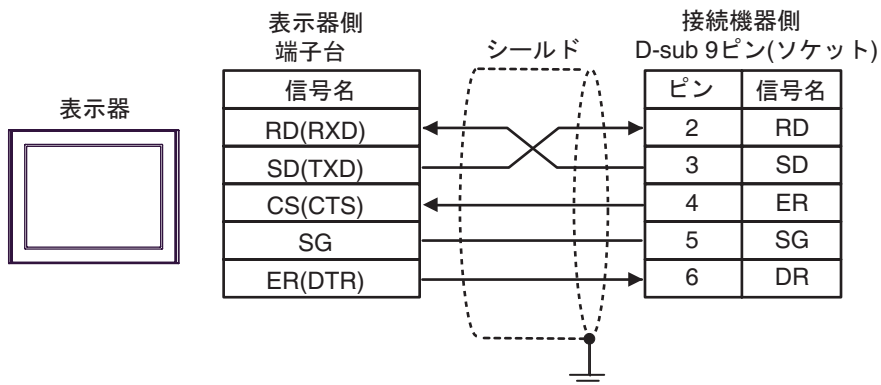 表示器
表示器側
端子台
信号名
RD(RXD)
SD(TXD)
CS(CTS)
SG
ER(DTR)
シールド
接続機器側
D-sub 9ピン(ソケット)
ピン 信号名
2 RD
3 SD
4 ER
5 SG
6 DR